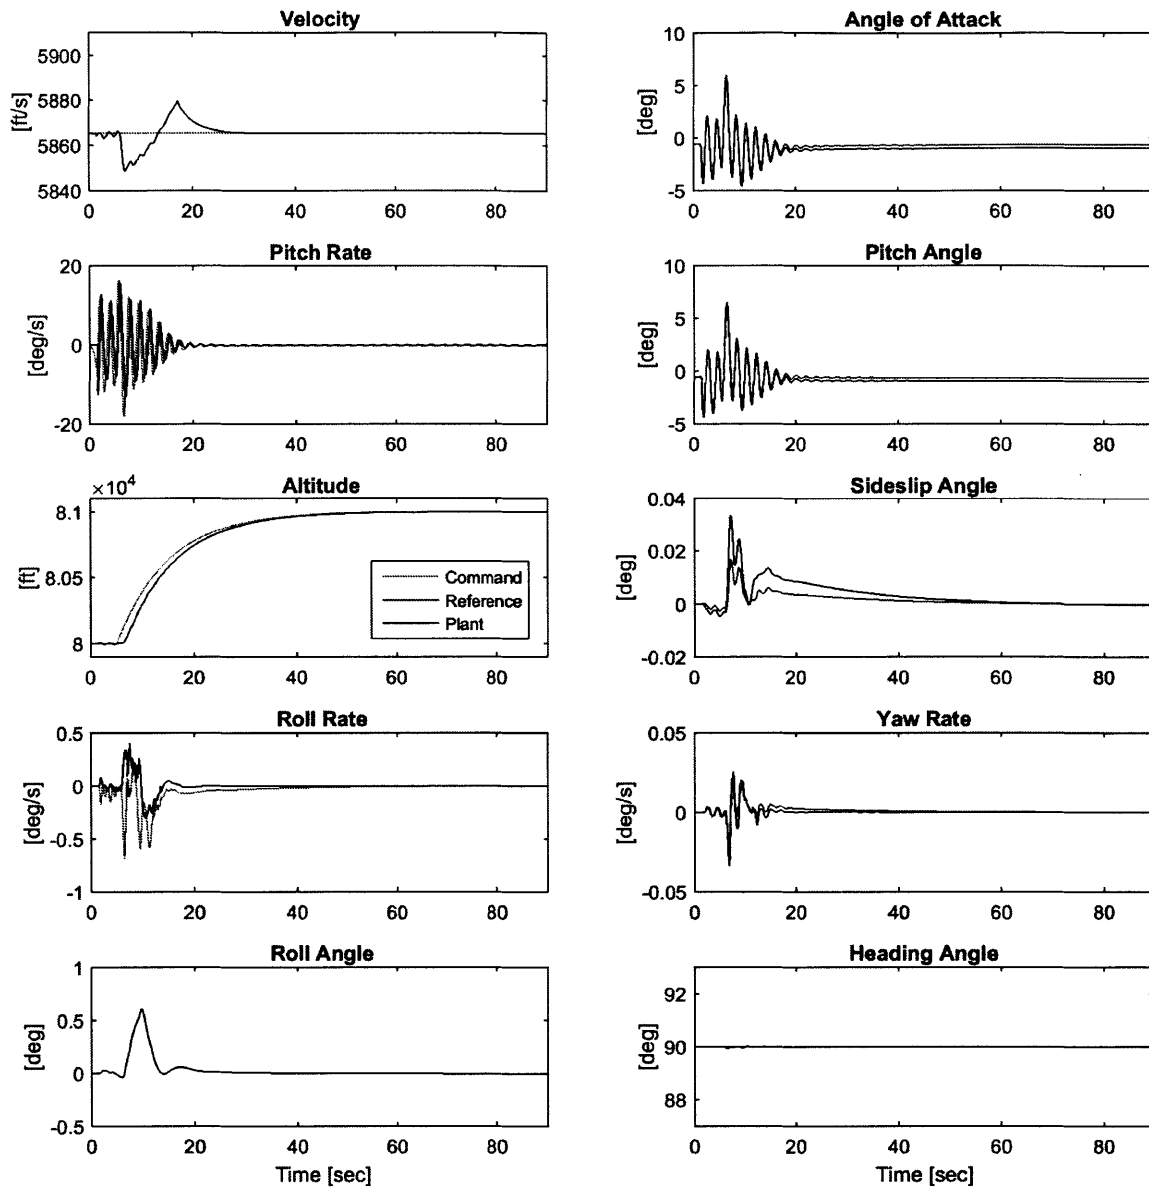 Velocity
5910
5880
5860
5840
[ft/s]
0 20 40 60 80
Angle of Attack
10
5
0
-5
[deg]
0 20 40 60 80
Pitch Rate
20
0
-20
[deg/s]
0 20 40 60 80
Pitch Angle
10
5
0
-5
[deg]
0 20 40 60 80
Altitude
×10⁴
8.1
8.05
8
[ft]
Command
Reference
Plant
0 20 40 60 80
Sideslip Angle
0.04
0.02
0
-0.02
[deg]
0 20 40 60 80
Roll Rate
0.5
0
-0.5
-1
[deg/s]
0 20 40 60 80
Yaw Rate
0.05
0
-0.05
[deg/s]
0 20 40 60 80
Roll Angle
1
0.5
0
-0.5
[deg]
0 20 40 60 80
Time [sec]
Heading Angle
92
90
88
[deg]
0 20 40 60 80
Time [sec]